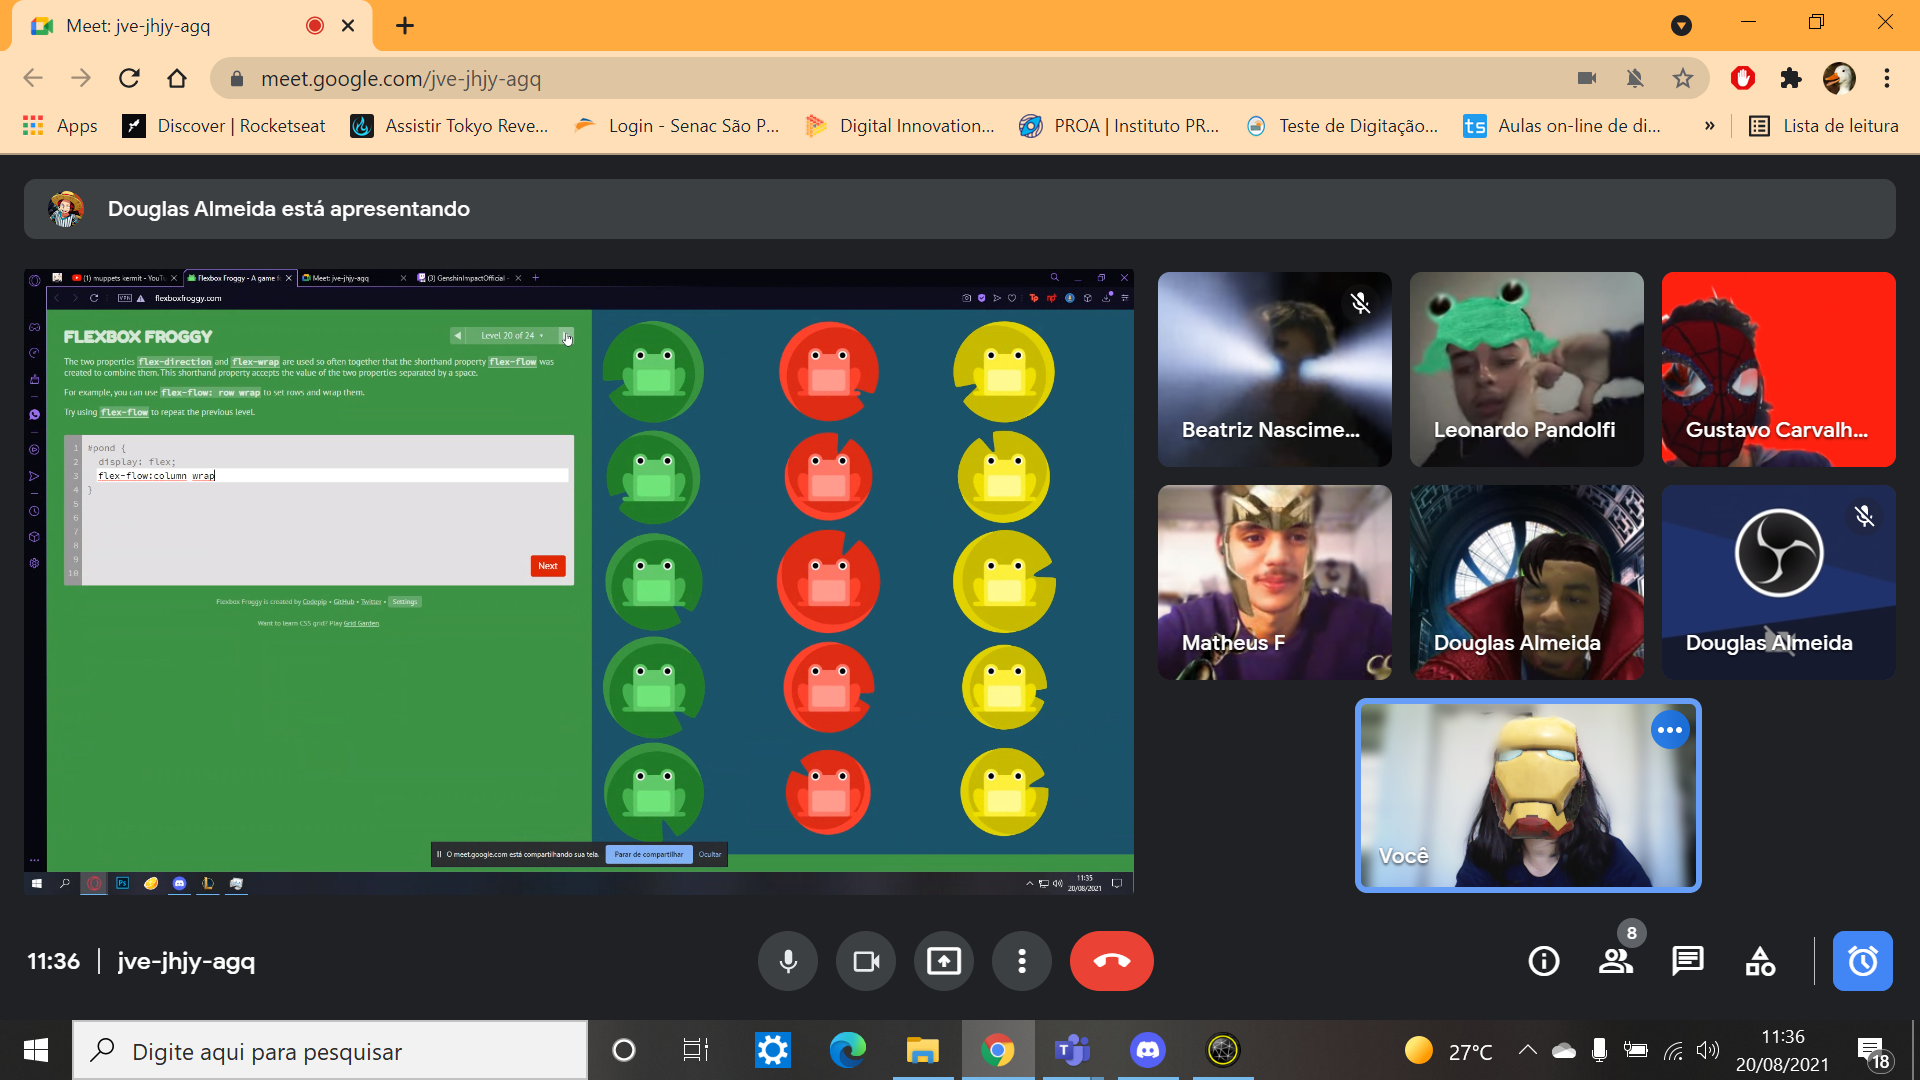 Meet: jve-jhjy-agq
meet.google.com/jve-jhjy-agq
Apps
Discover | Rocketseat
Assistir Tokyo Reve...
Login - Senac São P...
Digital Innovation...
PROA | Instituto PR...
Teste de Digitação...
ts Aulas on-line de di...
»
Lista de leitura
Douglas Almeida está apresentando
(1) muppets kermit - YouTu
Flexbox Froggy - A game fo
Meet: jve-jhjy-agq
(3) GenshinImpactOfficial -
VPN
flexboxfroggy.com
FLEXBOX FROGGY
Level 20 of 24
The two properties flex-direction and flex-wrap are used so often together that the shorthand property flex-flow was
created to combine them. This shorthand property accepts the value of the two properties separated by a space.
For example, you can use flex-flow: row wrap to set rows and wrap them.
Try using flex-flow to repeat the previous level.
1 #pond {
2 display: flex;
3 flex-flow:column wrap
4 }
5
6
7
8
9
10
Next
Flexbox Froggy is created by Codepip • GitHub • Twitter • Settings
Want to learn CSS grid? Play Grid Garden.
O meet.google.com está compartilhando sua tela.
Parar de compartilhar
Ocultar
Ps
11:35
20/08/2021
Beatriz Nascime...
Leonardo Pandolfi
Gustavo Carvalh...
Matheus F
Douglas Almeida
Douglas Almeida
Você
11:36 | jve-jhjy-agq
8
Digite aqui para pesquisar
27°C
11:36
20/08/2021
18